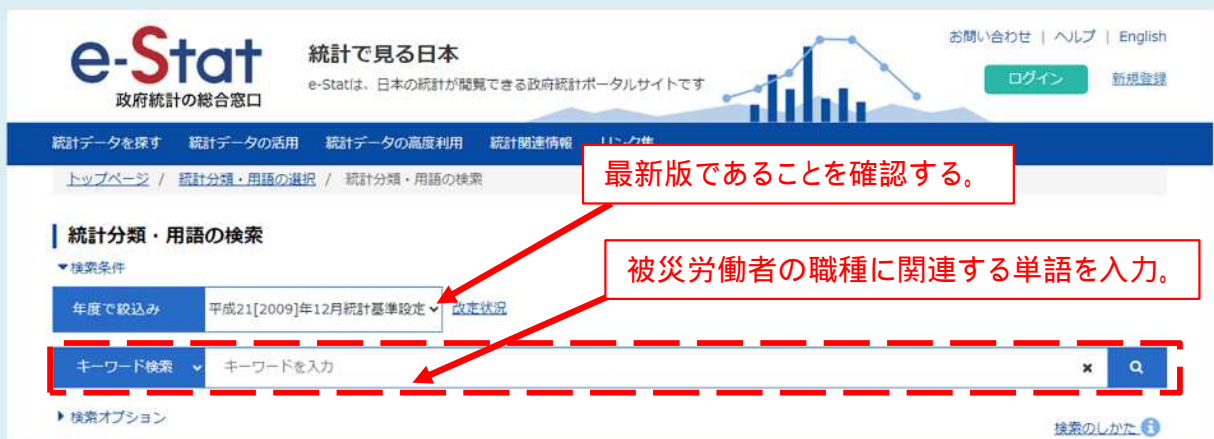 e-Stat
政府統計の総合窓口
統計で見る日本
e-Statは、日本の統計が閲覧できる政府統計ポータルサイトです
お問い合わせ | ヘルプ | English
ログイン 新規登録
統計データを探す 統計データの活用 統計データの高度利用 統計関連情報 リンク集
最新版であることを確認する。
トップページ / 統計分類・用語の選択 / 統計分類・用語の検索
統計分類・用語の検索
▼検索条件
被災労働者の職種に関連する単語を入力。
年度で絞込み 平成21[2009]年12月統計基準設定 改定状況
キーワード検索 キーワードを入力
検索オプション
検索のしかた